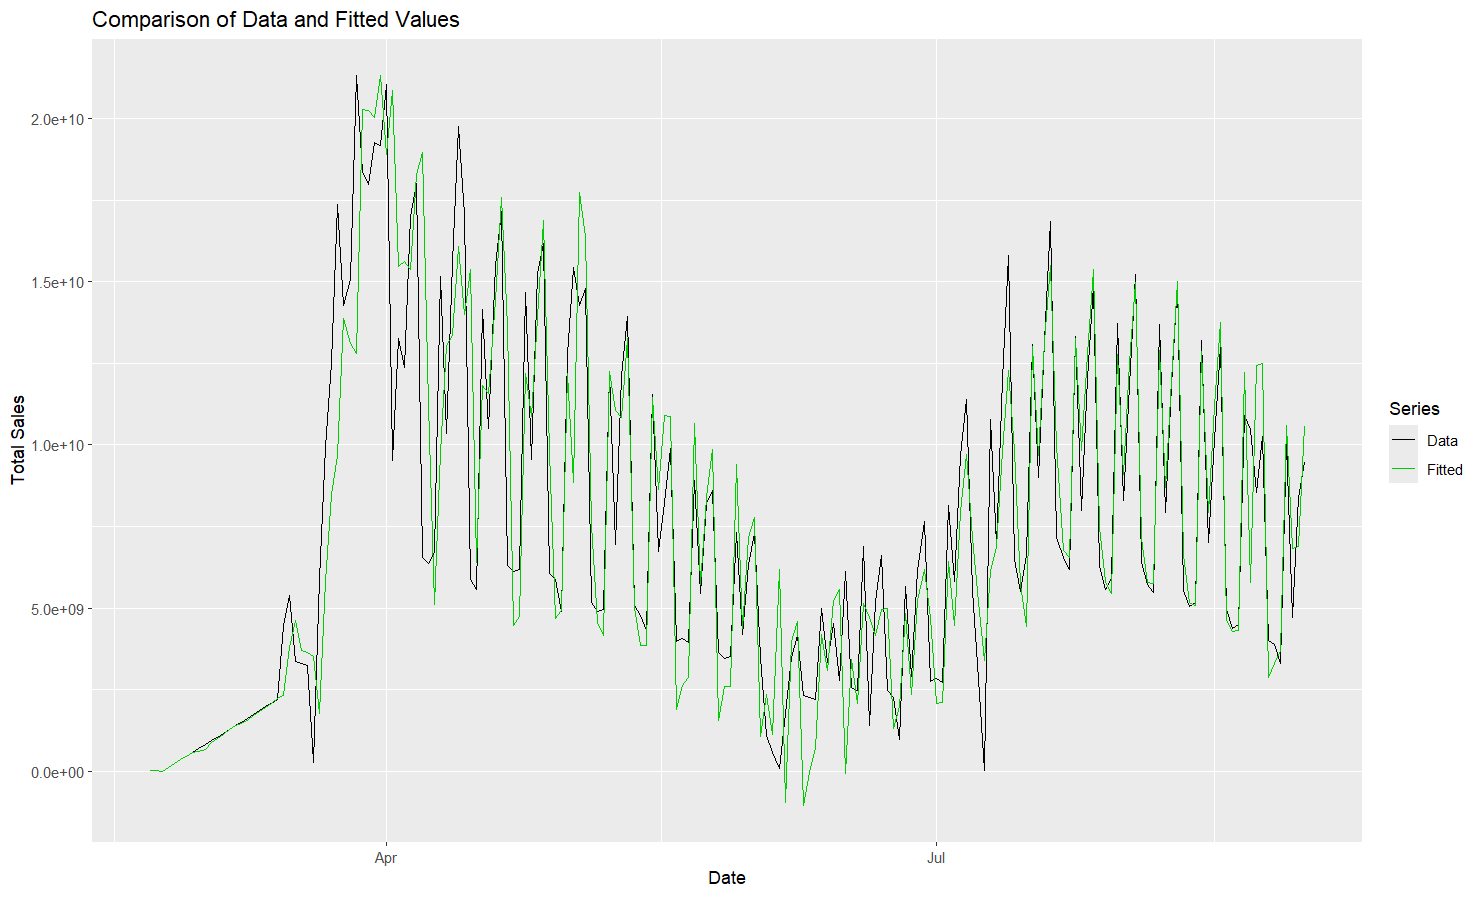 Comparison of Data and Fitted Values
Total Sales
2.0e+10
1.5e+10
1.0e+10
5.0e+09
0.0e+00
Apr
Jul
Date
Series
Data
Fitted